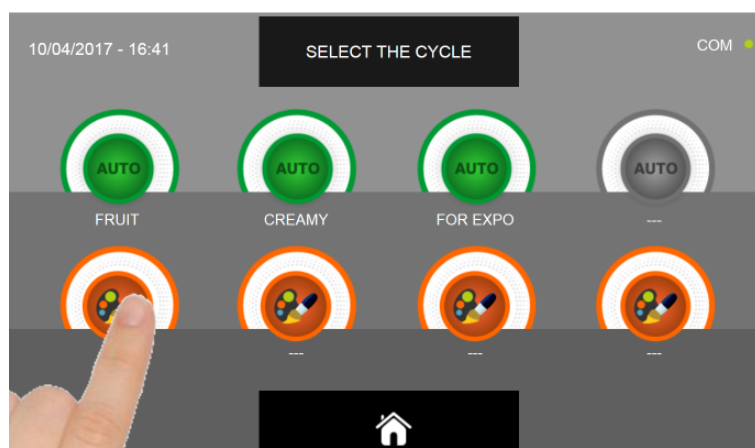 10/04/2017 - 16:41
SELECT THE CYCLE
COM
AUTO
AUTO
AUTO
AUTO
FRUIT
CREAMY
FOR EXPO
---
---
---
---